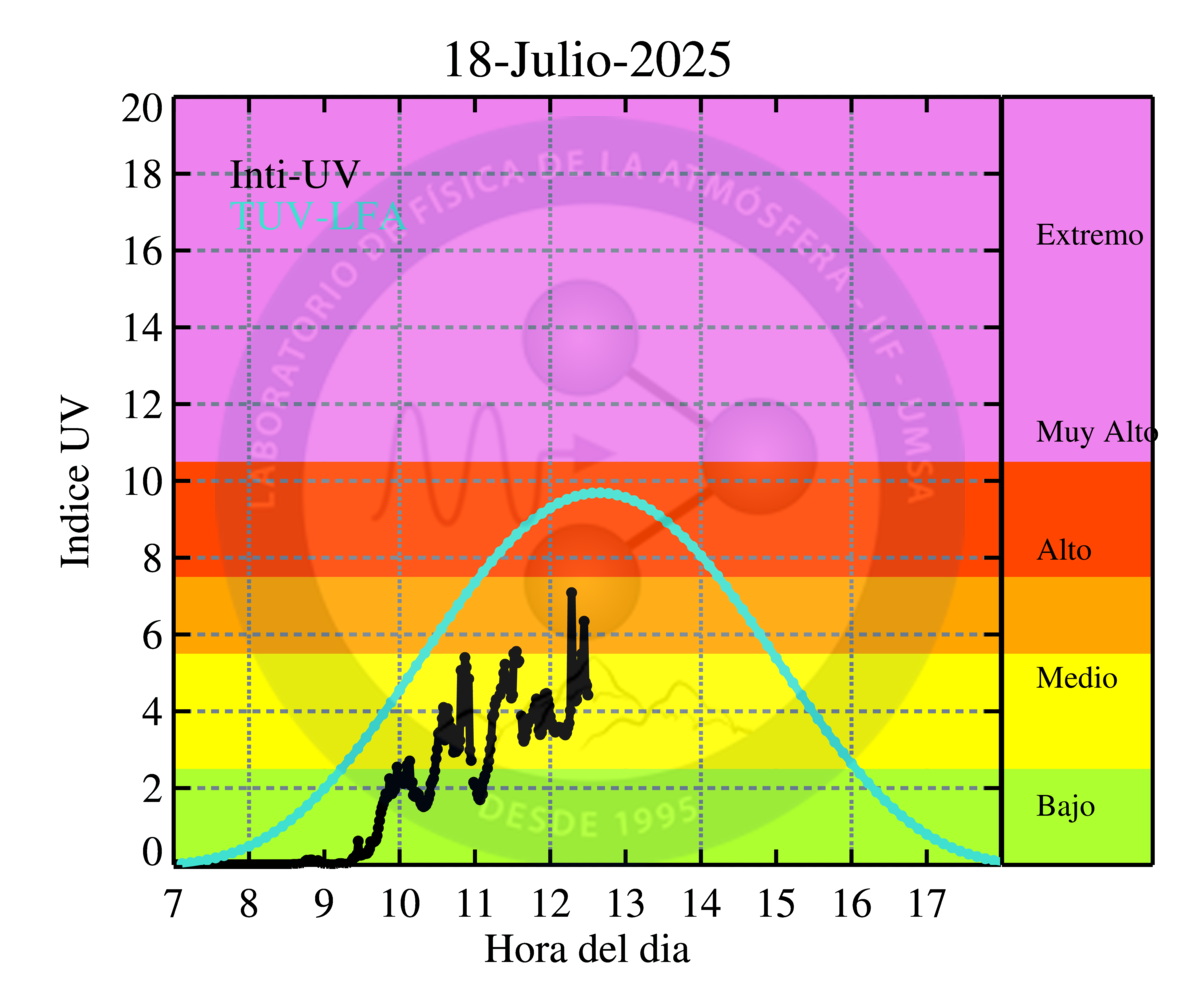 18-Julio-2025
20
18
16
14
12
10
8
6
4
2
0
Indice UV
Inti-UV
TUV-LFA
LABORATORIO DE FÍSICA DE LA ATMÓSFERA - IIF - UMSA
DESDE 1995
Extremo
Muy Alto
Alto
Medio
Bajo
7 8 9 10 11 12 13 14 15 16 17
Hora del dia